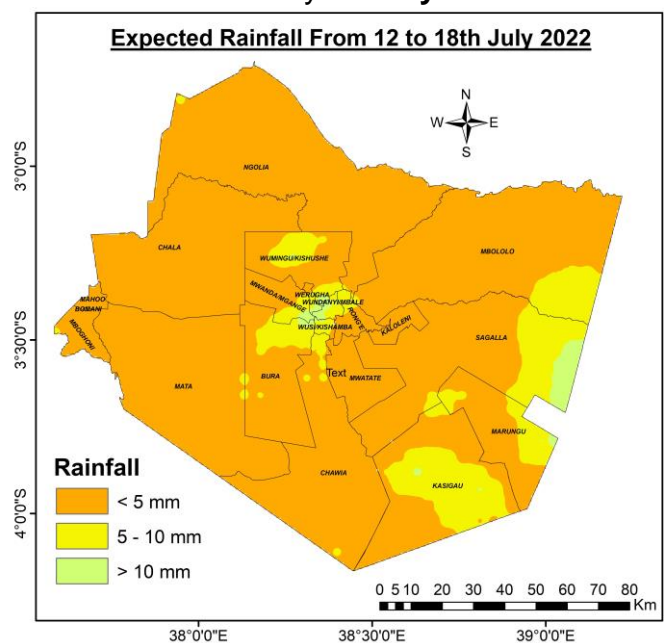 Expected Rainfall From 12 to 18th July 2022
N
W E
S
3°0'0"S
NGOLIA
CHALA
MBOLOLO
WUMINGU/KISHUSHE
MWANDA/MGANGE
WERUGHA
WUNDANYI/MBALE
MAHOO
BOMANI
MBOGHONI
RONG'E
WUSI/KISHAMBA
KALOLENI
3°30'0"S
SAGALLA
Text
MATA
BURA
MWATATE
MARUNGU
Rainfall
< 5 mm
5 - 10 mm
> 10 mm
CHAWIA
KASIGAU
4°0'0"S
0 5 10 20 30 40 50 60 70 80
Km
38°0'0"E
38°30'0"E
39°0'0"E